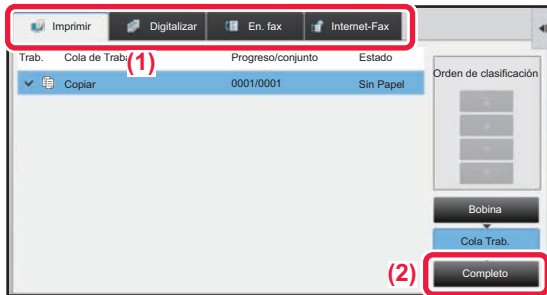 Imprimir Digitalizar En. fax Internet-Fax
Trab. Cola de Trab Progreso/conjunto Estado
(1)
Orden de clasificación
Copiar 0001/0001 Sin Papel
Bobina
Cola Trab.
(2) Completo